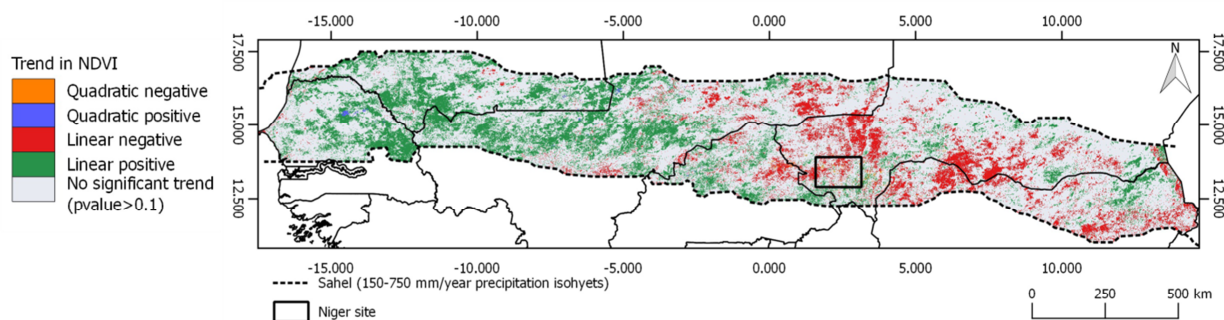 -15.000 -10.000 -5.000 0.000 5.000 10.000
17.500 15.000 12.500
17.500 15.000 12.500
N
Trend in NDVI
Quadratic negative
Quadratic positive
Linear negative
Linear positive
No significant trend
(pvalue>0.1)
-15.000 -10.000 -5.000 0.000 5.000 10.000
Sahel (150-750 mm/year precipitation isohyets)
Niger site
0 250 500 km